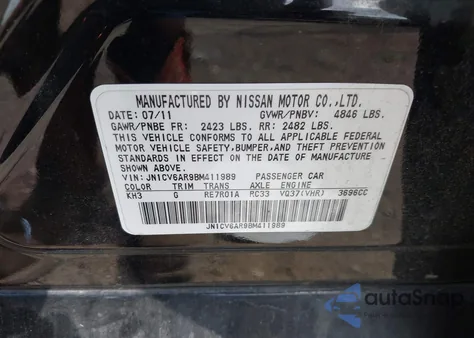 MANUFACTURED BY NISSAN MOTOR CO.,LTD.
DATE: 07/11 GVWR/PNBV: 4846 LBS.
GAWR/PNBE FR: 2423 LBS. RR: 2482 LBS.
THIS VEHICLE CONFORMS TO ALL APPLICABLE FEDERAL
MOTOR VEHICLE SAFETY, BUMPER, AND THEFT PREVENTION
STANDARDS IN EFFECT ON THE DATE OF MANUFACTURE
SHOWN ABOVE.
VIN: JN1CV6AR9BM411989 PASSENGER CAR
COLOR TRIM TRANS AXLE ENGINE
KH3 G RE7R01A RC33 VQ37(VHR) 3696CC
JN1CV6AR9BM411989
autoSnap